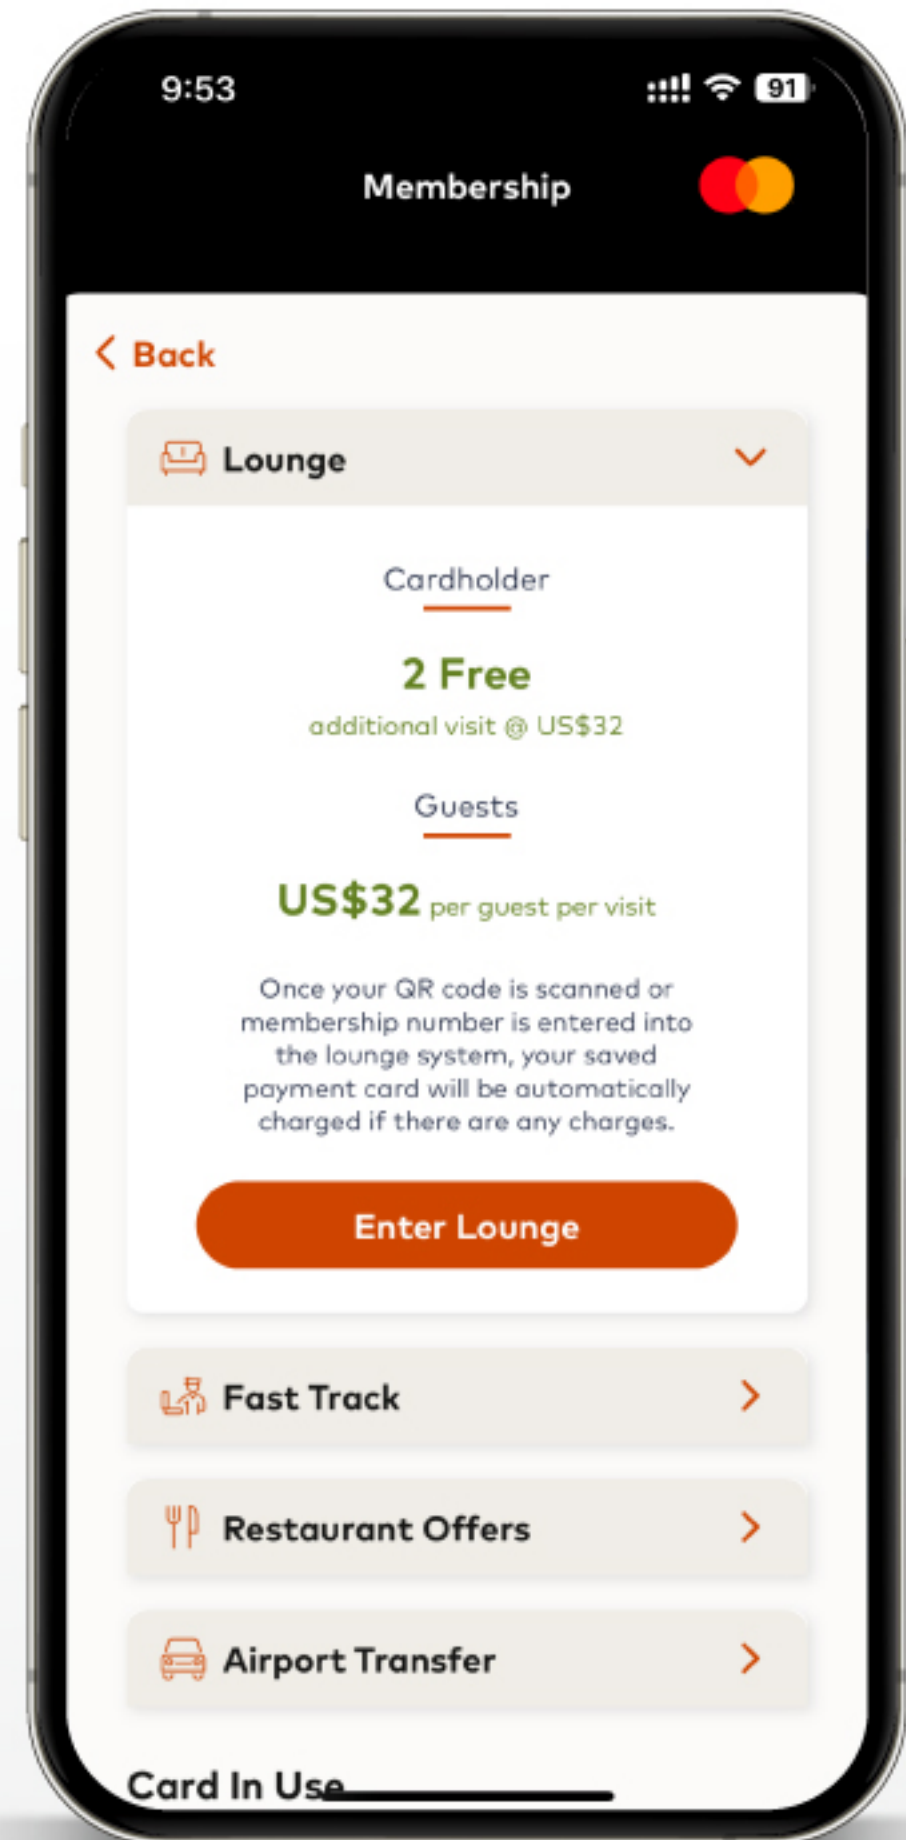 9:53
91
Membership
Back
Lounge
Cardholder
2 Free
additional visit @ US$32
Guests
US$32 per guest per visit
Once your QR code is scanned or
membership number is entered into
the lounge system, your saved
payment card will be automatically
charged if there are any charges.
Enter Lounge
Fast Track
Restaurant Offers
Airport Transfer
Card In Use